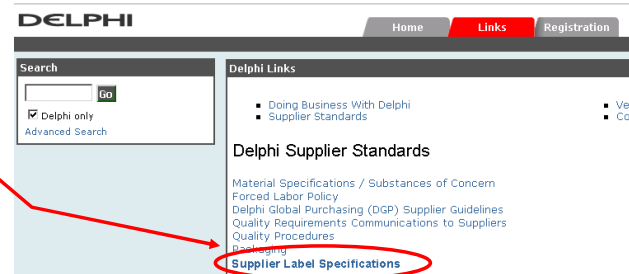 DELPHI
Home Links Registration
Search
Go
Delphi only
Advanced Search
Delphi Links
Doing Business With Delphi
Supplier Standards
Delphi Supplier Standards
Material Specifications / Substances of Concern
Forced Labor Policy
Delphi Global Purchasing (DGP) Supplier Guidelines
Quality Requirements Communications to Suppliers
Quality Procedures
Packaging
Supplier Label Specifications